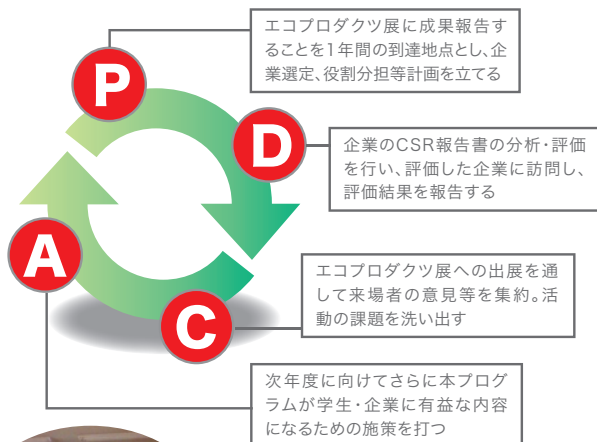 P
エコプロダクツ展に成果報告す
ることを1年間の到達地点とし、企
業選定、役割分担等計画を立てる
D
企業のCSR報告書の分析・評価
を行い、評価した企業に訪問し、
評価結果を報告する
C
エコプロダクツ展への出展を通
して来場者の意見等を集約。活
動の課題を洗い出す
A
次年度に向けてさらに本プログ
ラムが学生・企業に有益な内容
になるための施策を打つ